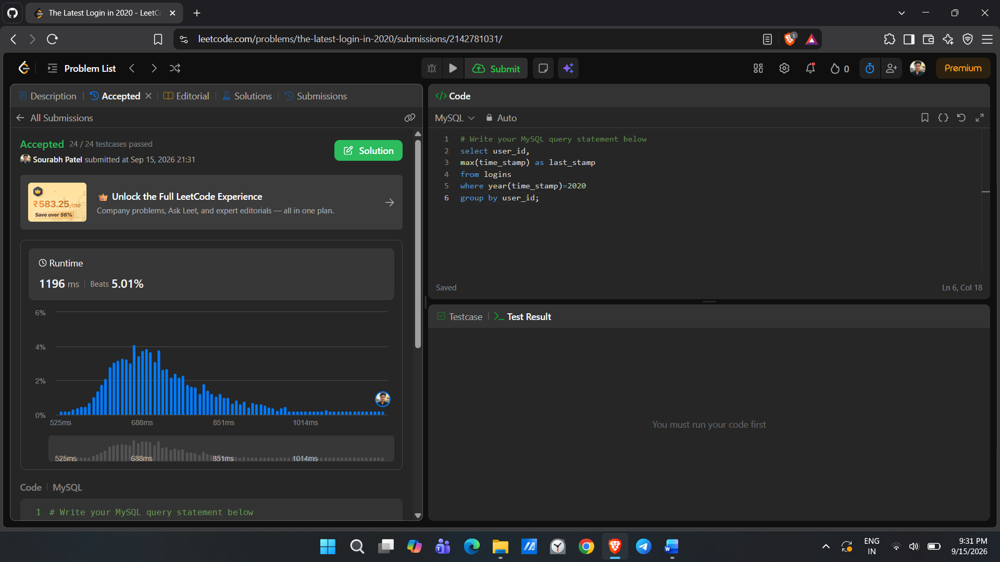 The Latest Login in 2020 - LeetC
leetcode.com/problems/the-latest-login-in-2020/submissions/2142781031/
5
Problem List
Submit
0
Premium
Description
Accepted
Editorial
Solutions
Submissions
All Submissions
Accepted 24 / 24 testcases passed
Sourabh Patel submitted at Sep 15, 2026 21:31
Solution
₹583.25/mo
Save over 56%
Unlock the Full LeetCode Experience
Company problems, Ask Leet, and expert editorials — all in one plan.
Runtime
1196 ms Beats 5.01%
6%
4%
2%
0%
525ms 688ms 851ms 1014ms
525ms 688ms 851ms 1014ms
Code MySQL
1 # Write your MySQL query statement below
</> Code
MySQL Auto
1 # Write your MySQL query statement below
2 select user_id,
3 max(time_stamp) as last_stamp
4 from logins
5 where year(time_stamp)=2020
6 group by user_id;
Saved
Ln 6, Col 18
Testcase
Test Result
You must run your code first
ENG
IN
9:31 PM
9/15/2026